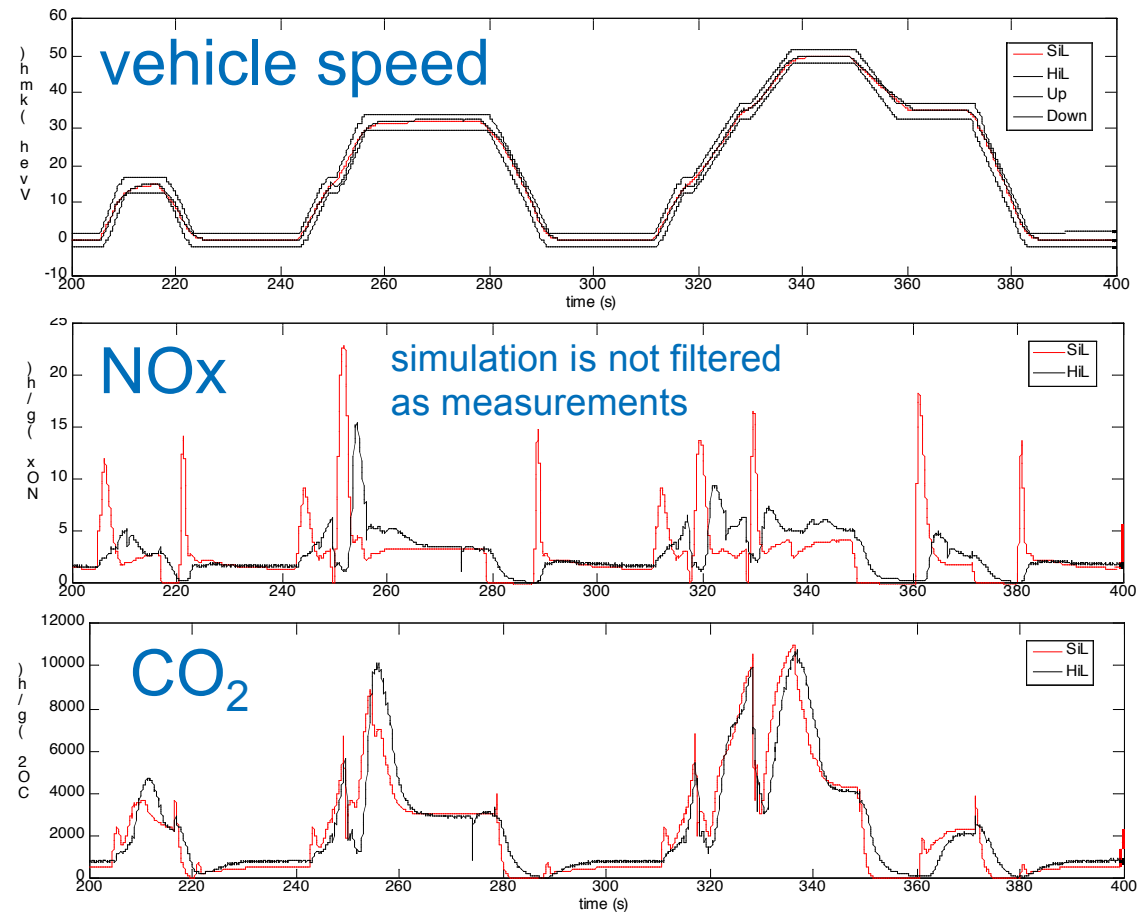 60
50
40
30
20
10
0
-10
Vveh (kmh)
vehicle speed
SiL
HiL
Up
Down
200 220 240 260 280 300 320 340 360 380 400
time (s)
25
20
15
10
5
0
NOx (g/h)
NOx
simulation is not filtered
as measurements
SiL
HiL
200 220 240 260 280 300 320 340 360 380 400
12000
10000
8000
6000
4000
2000
0
CO2 (g/h)
CO2
SiL
HiL
200 220 240 260 280 300 320 340 360 380 400
time (s)